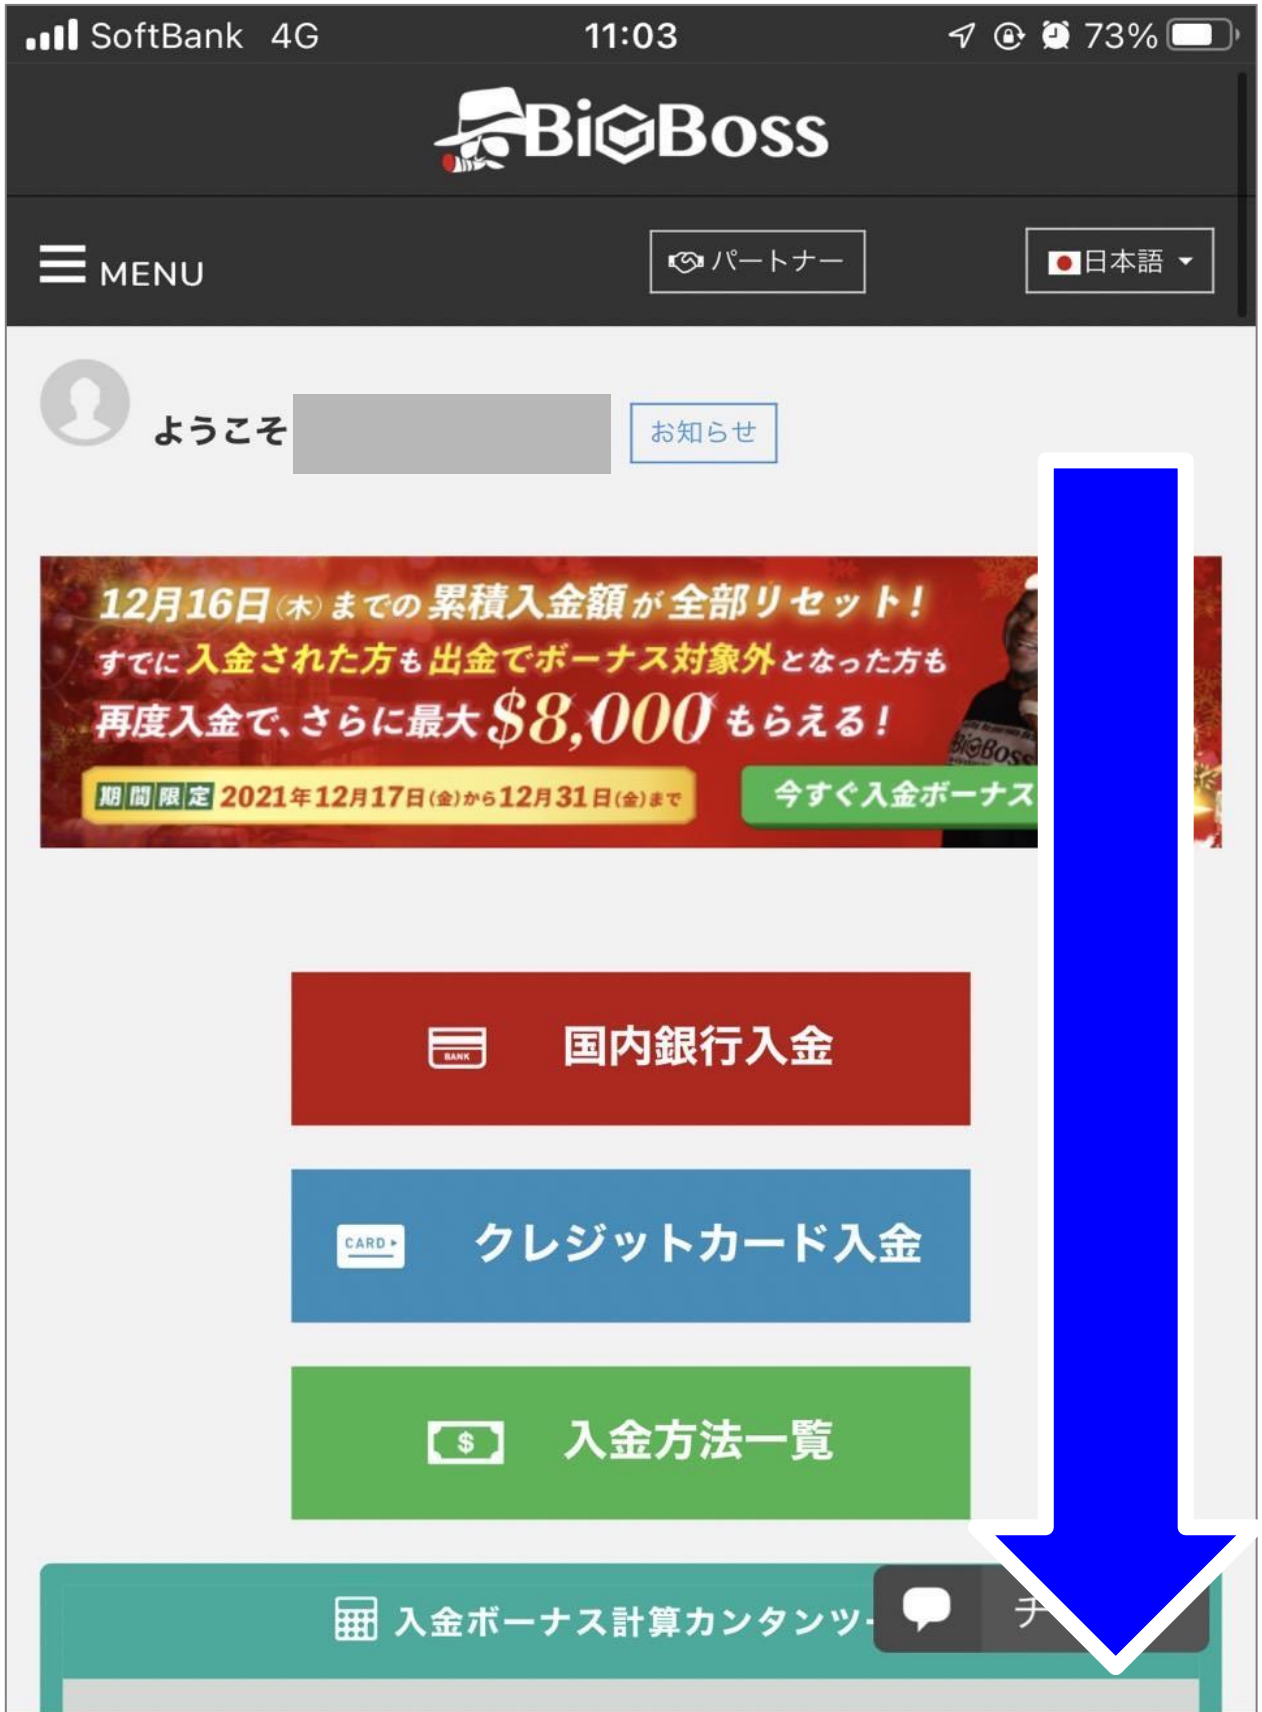 SoftBank 4G 11:03 73%
BiGBoss
MENU パートナー 日本語
ようこそ お知らせ
12月16日(木)までの累積入金額が全部リセット!
すでに入金された方も出金でボーナス対象外となった方も
再度入金で、さらに最大$8,000もらえる!
BiGBoss
期間限定 2021年12月17日(金)から12月31日(金)まで 今すぐ入金ボーナス
BANK 国内銀行入金
CARD クレジットカード入金
$ 入金方法一覧
入金ボーナス計算カンタンツー
チ